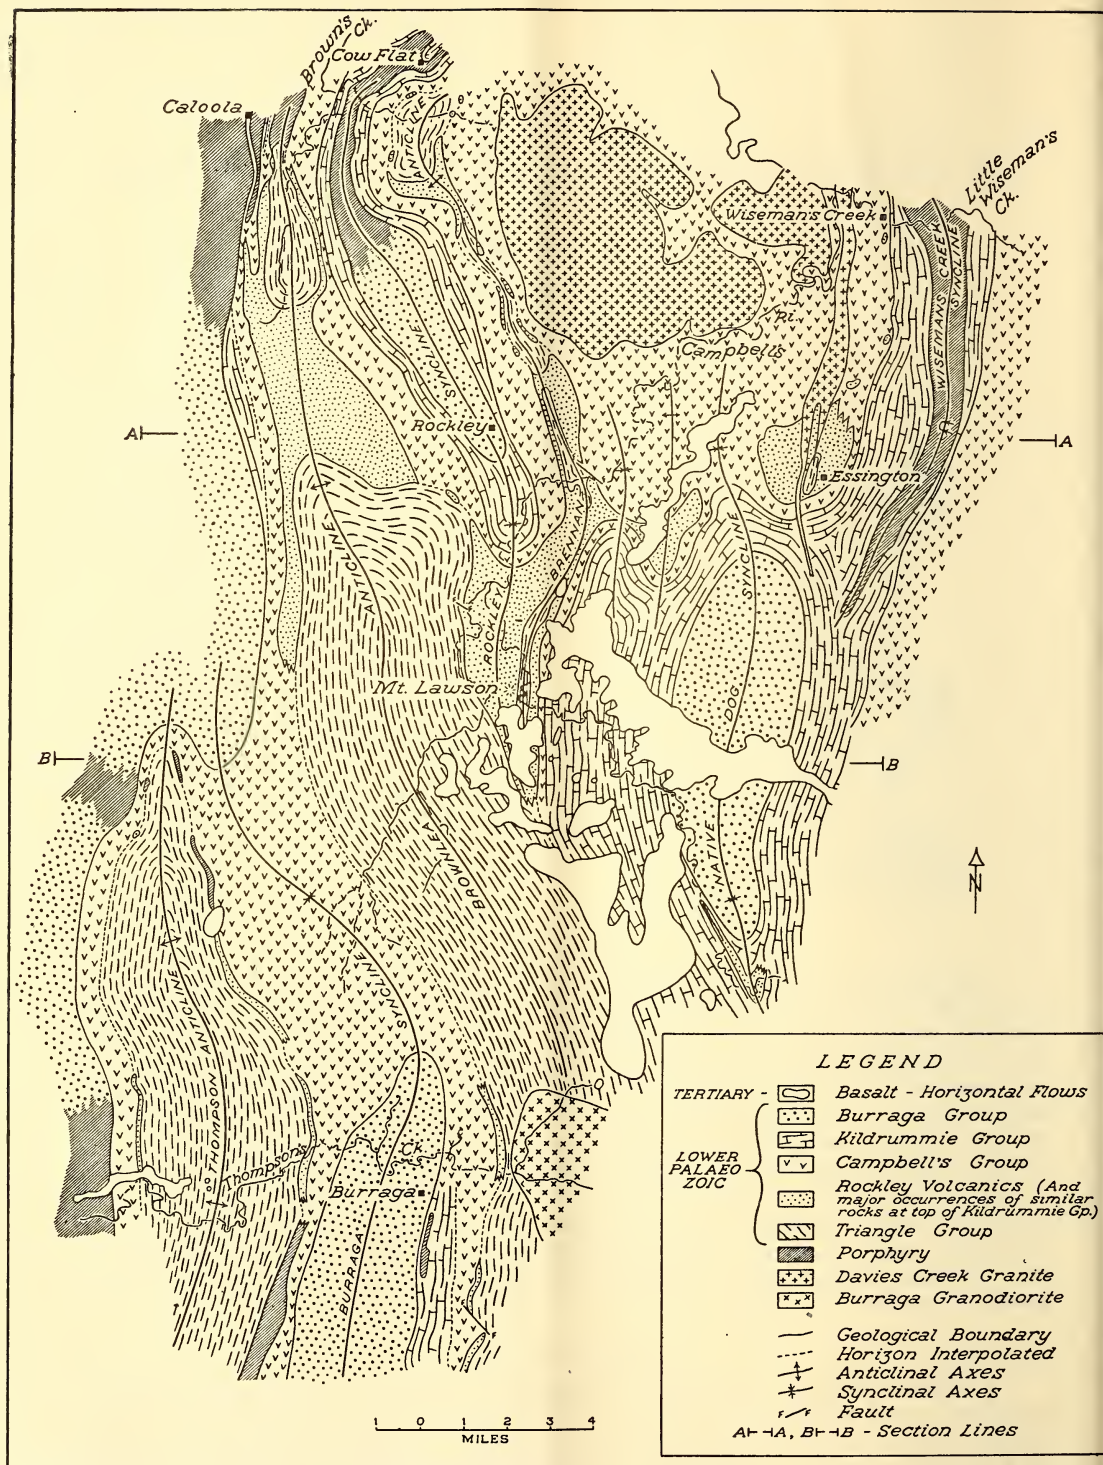 Brown's
Ck.
Cow Flat
Caloola
ANTICLINE
Little
Wiseman's
Ck.
Wiseman's Creek
WISEMANS CREEK
SYNCLINE
Ri.
Campbells
SYNCLINE
Rockley
A
A
Essington
ANTICLINE
BRENNAN'S
SYNCLINE
ROCKLEY
Mt. Lawson
DOG
B
B
BROWNLEA
NATIVE
N
SYNCLINE
ANTICLINE
THOMPSON
Thompsons
Ck.
Burraga
BURRAGA
LEGEND
TERTIARY - Basalt - Horizontal Flows
Burraga Group
Kildrummie Group
LOWER
PALAEO
ZOIC
Campbell's Group
Rockley Volcanics (And
major occurrences of similar
rocks at top of Kildrummie Gp.)
Triangle Group
Porphyry
Davies Creek Granite
Burraga Granodiorite
Geological Boundary
Horizon Interpolated
Anticlinal Axes
Synclinal Axes
F F Fault
A⊢⊣A, B⊢⊣B - Section Lines
1 0 1 2 3 4
MILES